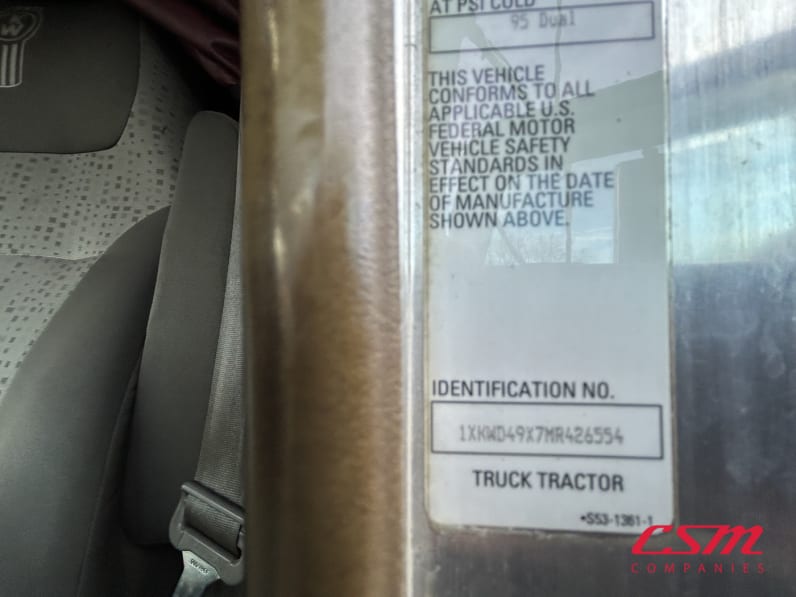 AT PSI COLD
95 Dual
THIS VEHICLE
CONFORMS TO ALL
APPLICABLE U.S.
FEDERAL MOTOR
VEHICLE SAFETY
STANDARDS IN
EFFECT ON THE DATE
OF MANUFACTURE
SHOWN ABOVE.
IDENTIFICATION NO.
1XKWD49X7MR426554
TRUCK TRACTOR
•S53-1361-1
csm
COMPANIES